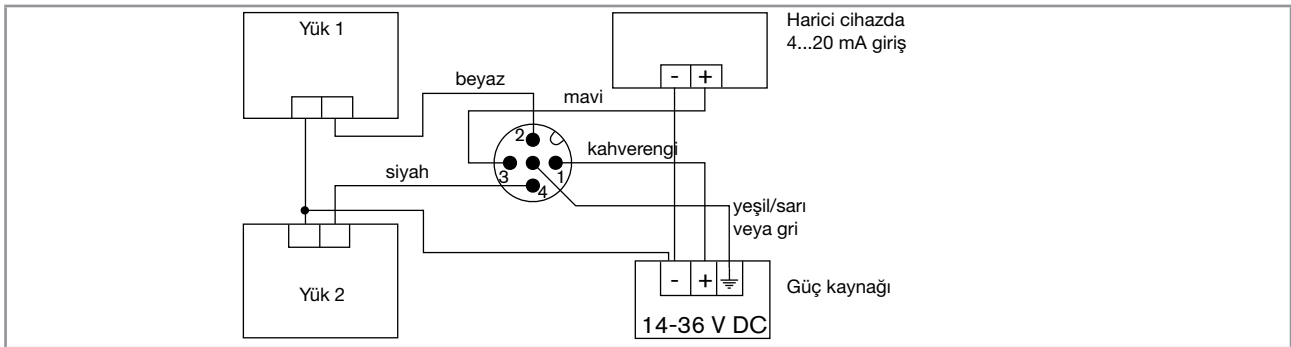 Yük 1
Harici cihazda
4...20 mA giriş
- +
beyaz
mavi
2
kahverengi
3
1
siyah
4
yeşil/sarı
veya gri
- +
Yük 2
Güç kaynağı
14-36 V DC